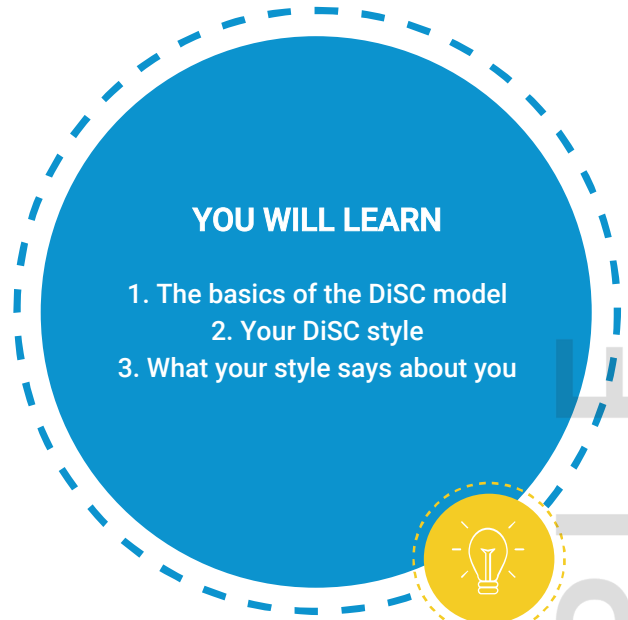 YOU WILL LEARN
1. The basics of the DiSC model
2. Your DiSC style
3. What your style says about you